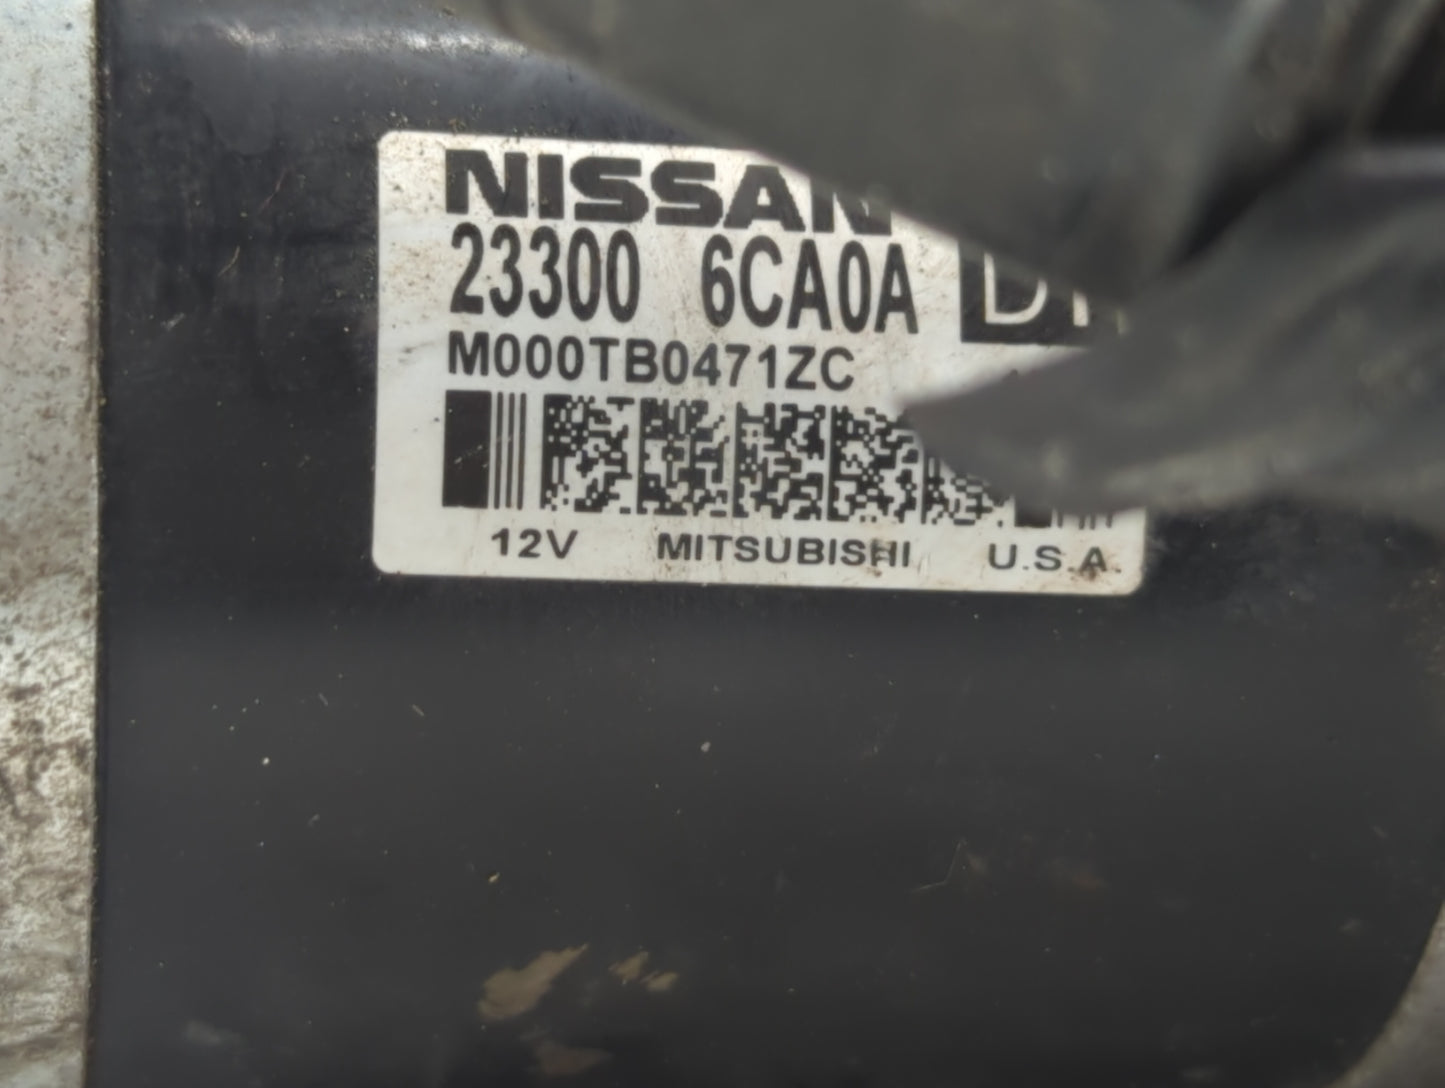 NISSAN
23300 6CA0A
M000TB0471ZC
12V MITSUBISHI U.S.A.